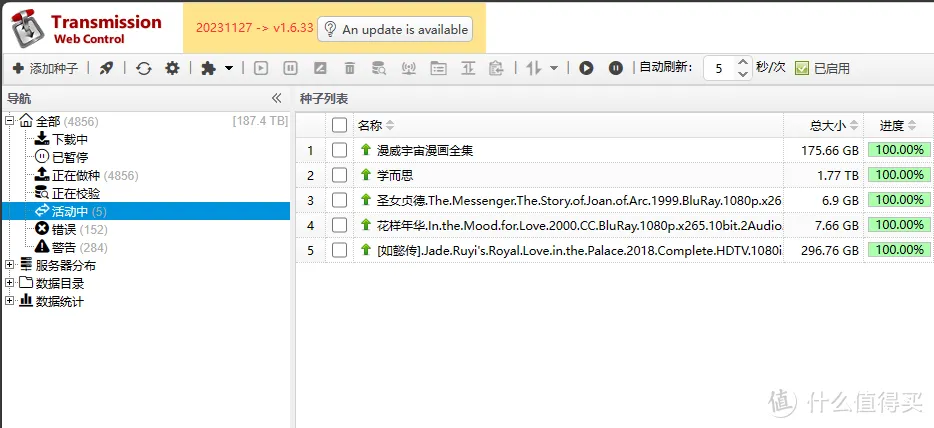 Transmission
Web Control
20231127 -> v1.6.33 An update is available
添加种子 自动刷新: 5 秒/次 已启用
导航
全部 (4856) [187.4 TB]
下载中
已暂停
正在做种 (4856)
正在校验
活动中 (5)
错误 (152)
警告 (284)
服务器分布
数据目录
数据统计
种子列表
名称 总大小 进度
1 漫威宇宙漫画全集 175.66 GB 100.00%
2 学而思 1.77 TB 100.00%
3 圣女贞德.The.Messenger.The.Story.of.Joan.of.Arc.1999.BluRay.1080p.x26 6.9 GB 100.00%
4 花样年华.In.the.Mood.for.Love.2000.CC.BluRay.1080p.x265.10bit.2Audio. 7.66 GB 100.00%
5 [如懿传].Jade.Ruyi's.Royal.Love.in.the.Palace.2018.Complete.HDTV.1080i 296.76 GB 100.00%
值 什么值得买